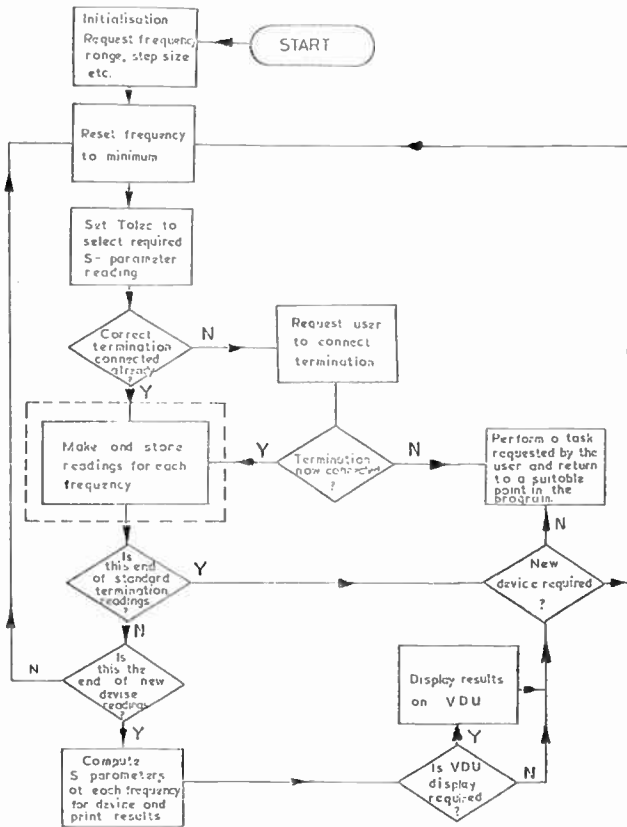 Initialisation
Request frequency
range, step size
etc.
START
Reset frequency
to minimum
Set Tolec to
select required
S- parameter
reading
Correct
termination
connected
already
?
N
Request user
to connect
termination
Y
Make and store
readings for each
frequency
Y
Termination
now connected
?
N
Perform a task
requested by the
user and return
to a suitable
point in the
program.
N
Is
this end
of standard
termination
readings
?
Y
New
device required
?
N
N
Is
this the
end of new
devise
readings
?
Y
Display results
on VDU
Y
Compute
S parameters
at each frequency
for device and
print results
Is VDU
display
required
?
N